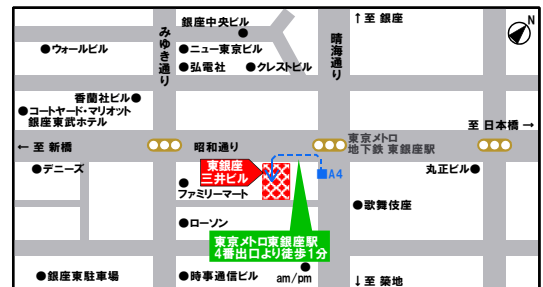 銀座中央ビル
↑至 銀座
N
みゆき通り
晴海通り
●ウォールビル
●ニュー東京ビル
●弘電社
●クレストビル
香蘭社ビル●
●コートヤード・マリオット
銀座東武ホテル
至 日本橋→
←至 新橋
昭和通り
東京メトロ
地下鉄 東銀座駅
●デニーズ
東銀座
三井ビル
A4
丸正ビル●
ファミリーマート
●歌舞伎座
●ローソン
東京メトロ東銀座駅
4番出口より徒歩1分
●銀座東駐車場
●時事通信ビル
am/pm
↓至 築地